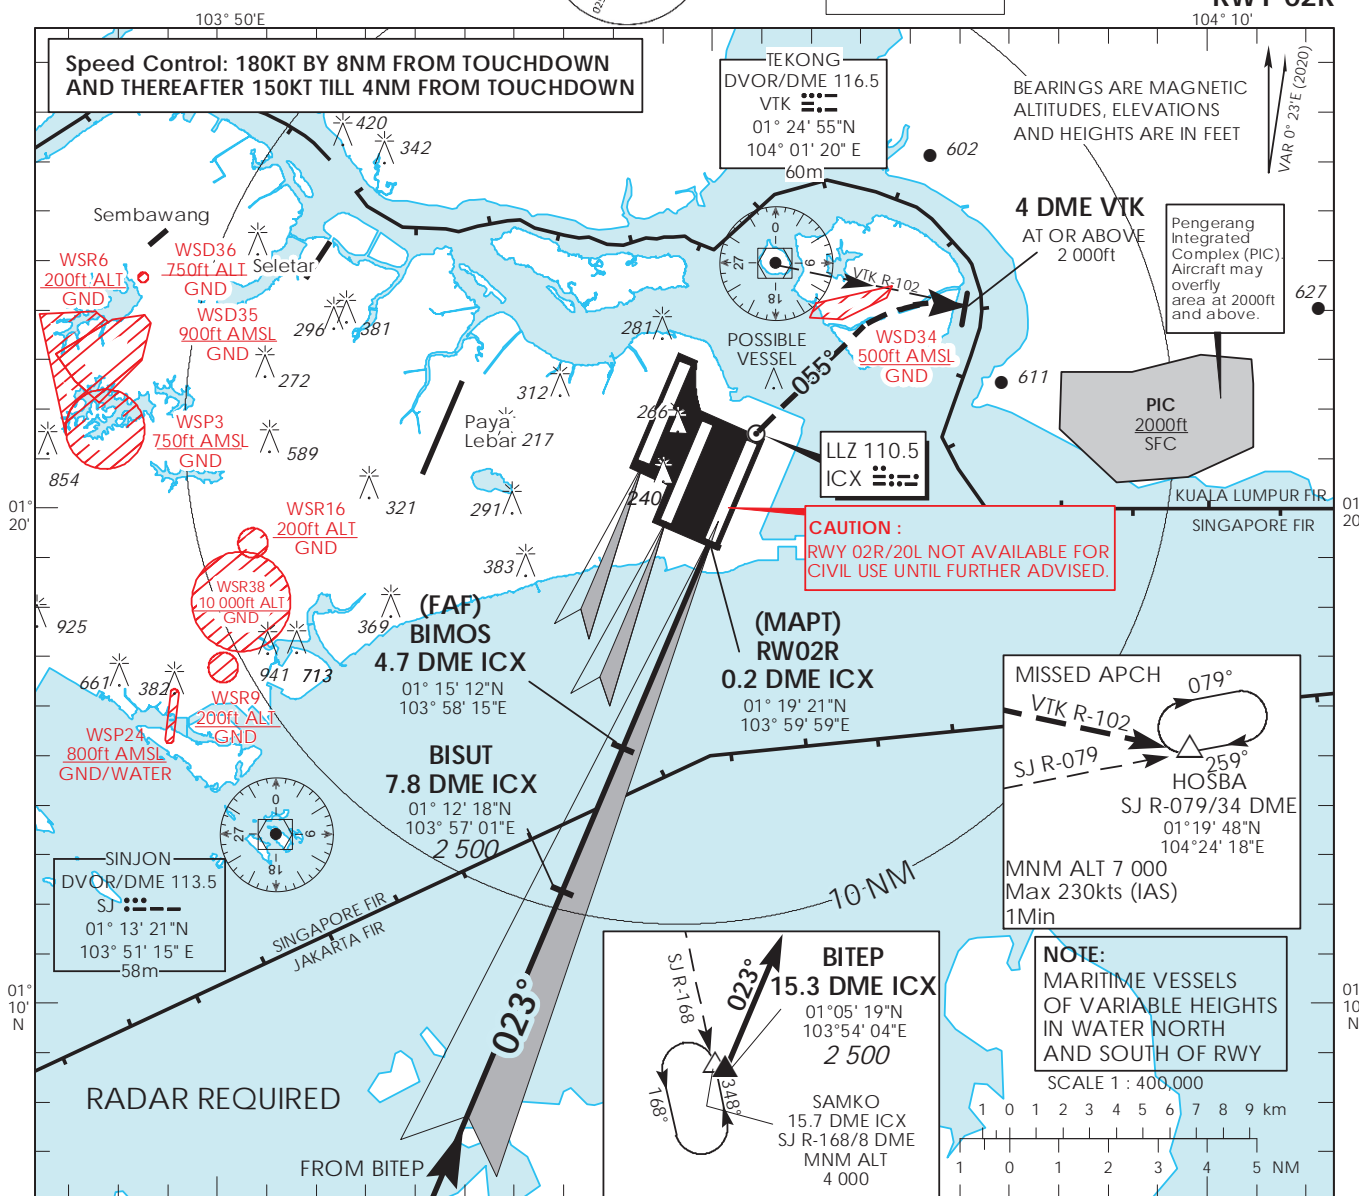 RWY 02R
025
103° 50'E
104° 10'
Speed Control: 180KT BY 8NM FROM TOUCHDOWN
AND THEREAFTER 150KT TILL 4NM FROM TOUCHDOWN
TEKONG
DVOR/DME 116.5
VTK
01° 24' 55"N
104° 01' 20" E
60m
BEARINGS ARE MAGNETIC
ALTITUDES, ELEVATIONS
AND HEIGHTS ARE IN FEET
VAR 0° 23'E (2020)
420
342
602
4 DME VTK
AT OR ABOVE
2 000ft
Pengerang
Integrated
Complex (PIC).
Aircraft may
overfly
area at 2000ft
and above.
627
Sembawang
Seletar
WSR6
200ft ALT
GND
WSD36
750ft ALT
GND
WSD35
900ft AMSL
GND
296
381
272
0
9
18
27
VTK R-102
POSSIBLE
VESSEL
055°
WSD34
500ft AMSL
GND
281
312
611
PIC
2000ft
SFC
WSP3
750ft AMSL
GND
854
589
Paya
Lebar
217
266
240
LLZ 110.5
ICX
321
291
KUALA LUMPUR FIR
SINGAPORE FIR
01°
20'
01
20
WSR16
200ft ALT
GND
CAUTION :
RWY 02R/20L NOT AVAILABLE FOR
CIVIL USE UNTIL FURTHER ADVISED.
383
WSR38
10 000ft ALT
GND
925
369
941
713
661
382
WSR9
200ft ALT
GND
WSP24
800ft AMSL
GND/WATER
(FAF)
BIMOS
4.7 DME ICX
01° 15' 12"N
103° 58' 15"E
(MAPT)
RW02R
0.2 DME ICX
01° 19' 21"N
103° 59' 59"E
BISUT
7.8 DME ICX
01° 12' 18"N
103° 57' 01"E
2 500
MISSED APCH
VTK R-102
SJ R-079
079°
259°
HOSBA
SJ R-079/34 DME
01°19' 48"N
104°24' 18"E
MNM ALT 7 000
Max 230kts (IAS)
1Min
0
9
18
27
SINJON
DVOR/DME 113.5
SJ
01° 13' 21"N
103° 51' 15" E
58m
SINGAPORE FIR
JAKARTA FIR
10 NM
01°
10'
N
01
10
N
023°
SJ R-168
023°
168°
348°
BITEP
15.3 DME ICX
01°05' 19"N
103°54' 04"E
2 500
SAMKO
15.7 DME ICX
SJ R-168/8 DME
MNM ALT
4 000
NOTE:
MARITIME VESSELS
OF VARIABLE HEIGHTS
IN WATER NORTH
AND SOUTH OF RWY
SCALE 1 : 400,000
1 0 1 2 3 4 5 6 7 8 9 km
1 0 1 2 3 4 5 NM
RADAR REQUIRED
FROM BITEP